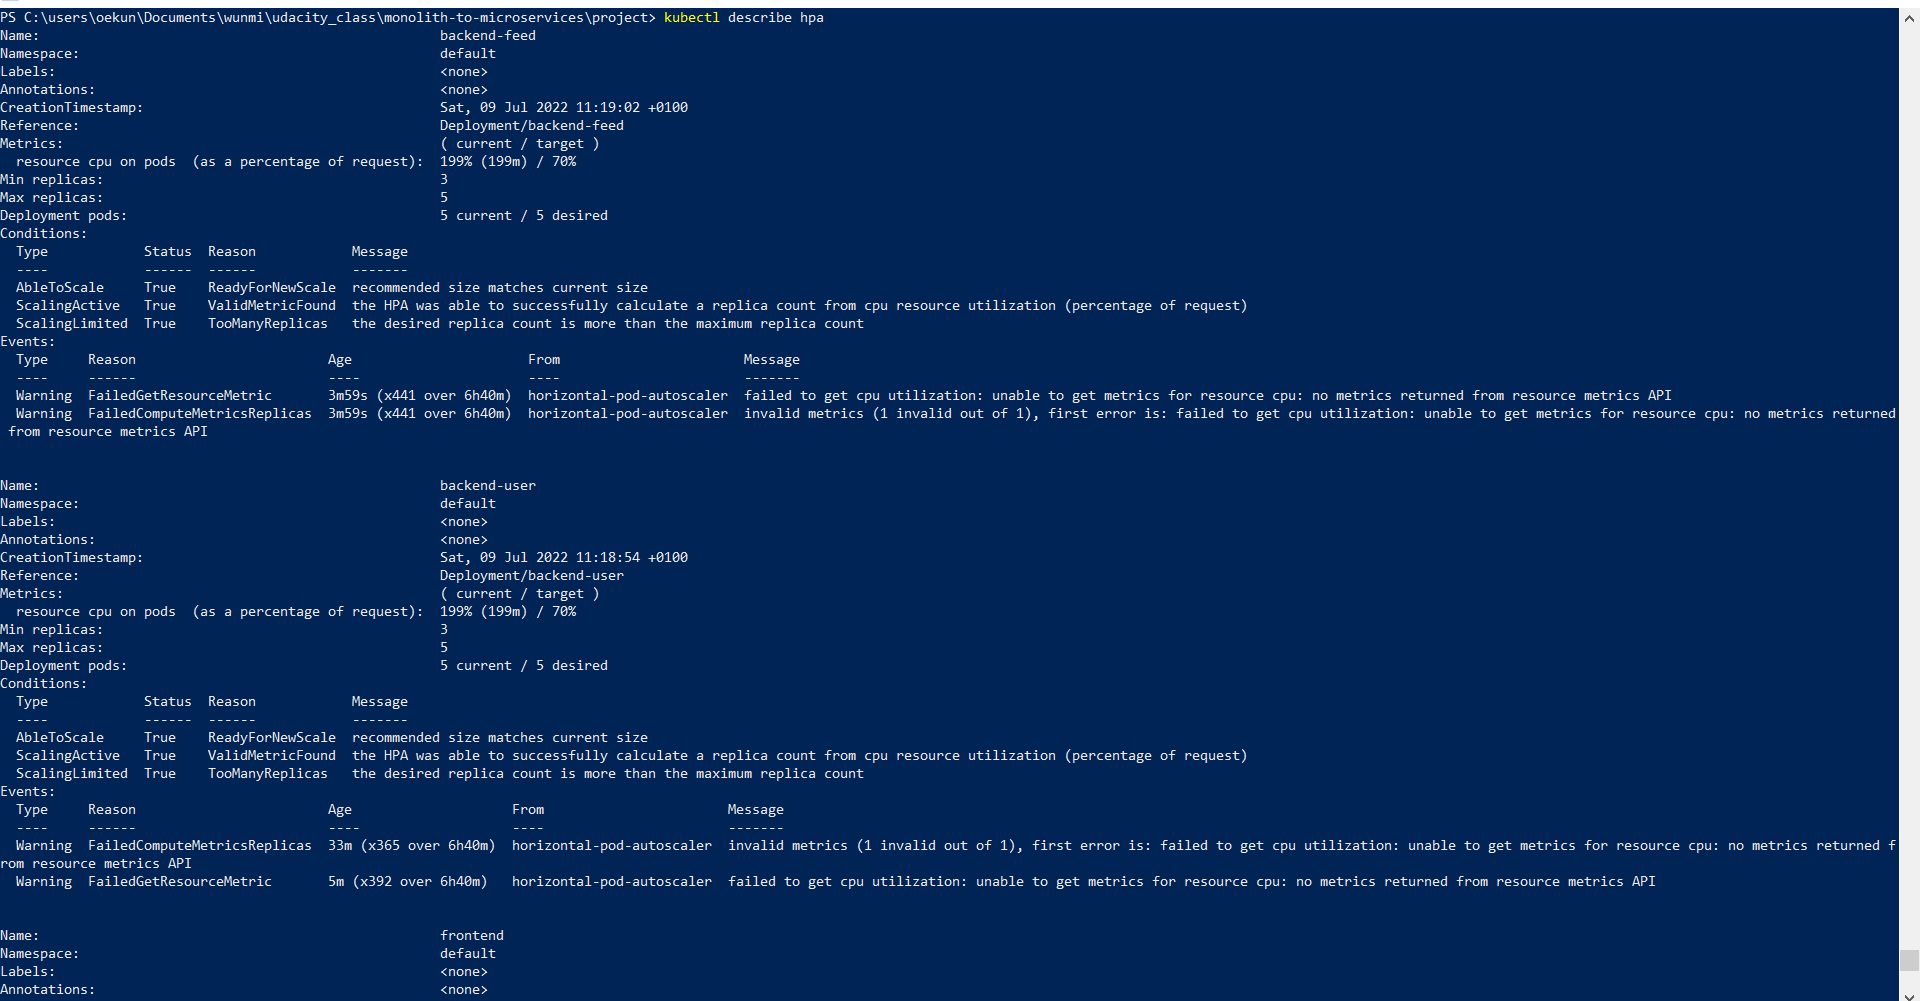 PS C:\users\oekun\Documents\wunmi\udacity_class\monolith-to-microservices\project> kubectl describe hpa
Name:                                                  backend-feed
Namespace:                                             default
Labels:                                                <none>
Annotations:                                           <none>
CreationTimestamp:                                     Sat, 09 Jul 2022 11:19:02 +0100
Reference:                                             Deployment/backend-feed
Metrics:                                               ( current / target )
  resource cpu on pods  (as a percentage of request):  199% (199m) / 70%
Min replicas:                                          3
Max replicas:                                          5
Deployment pods:                                       5 current / 5 desired
Conditions:
  Type            Status  Reason            Message
  ----            ------  ------            -------
  AbleToScale     True    ReadyForNewScale  recommended size matches current size
  ScalingActive   True    ValidMetricFound  the HPA was able to successfully calculate a replica count from cpu resource utilization (percentage of request)
  ScalingLimited  True    TooManyReplicas   the desired replica count is more than the maximum replica count
Events:
  Type     Reason                        Age                     From                       Message
  ----     ------                        ----                    ----                       -------
  Warning  FailedGetResourceMetric       3m59s (x441 over 6h40m)  horizontal-pod-autoscaler  failed to get cpu utilization: unable to get metrics for resource cpu: no metrics returned from resource metrics API
  Warning  FailedComputeMetricsReplicas  3m59s (x441 over 6h40m)  horizontal-pod-autoscaler  invalid metrics (1 invalid out of 1), first error is: failed to get cpu utilization: unable to get metrics for resource cpu: no metrics returned
 from resource metrics API
Name:                                                  backend-user
Namespace:                                             default
Labels:                                                <none>
Annotations:                                           <none>
CreationTimestamp:                                     Sat, 09 Jul 2022 11:18:54 +0100
Reference:                                             Deployment/backend-user
Metrics:                                               ( current / target )
  resource cpu on pods  (as a percentage of request):  199% (199m) / 70%
Min replicas:                                          3
Max replicas:                                          5
Deployment pods:                                       5 current / 5 desired
Conditions:
  Type            Status  Reason            Message
  ----            ------  ------            -------
  AbleToScale     True    ReadyForNewScale  recommended size matches current size
  ScalingActive   True    ValidMetricFound  the HPA was able to successfully calculate a replica count from cpu resource utilization (percentage of request)
  ScalingLimited  True    TooManyReplicas   the desired replica count is more than the maximum replica count
Events:
  Type     Reason                        Age                   From                       Message
  ----     ------                        ----                  ----                       -------
  Warning  FailedComputeMetricsReplicas  33m (x365 over 6h40m)  horizontal-pod-autoscaler  invalid metrics (1 invalid out of 1), first error is: failed to get cpu utilization: unable to get metrics for resource cpu: no metrics returned f
rom resource metrics API
  Warning  FailedGetResourceMetric       5m (x392 over 6h40m)   horizontal-pod-autoscaler  failed to get cpu utilization: unable to get metrics for resource cpu: no metrics returned from resource metrics API
Name:                                                  frontend
Namespace:                                             default
Labels:                                                <none>
Annotations:                                           <none>